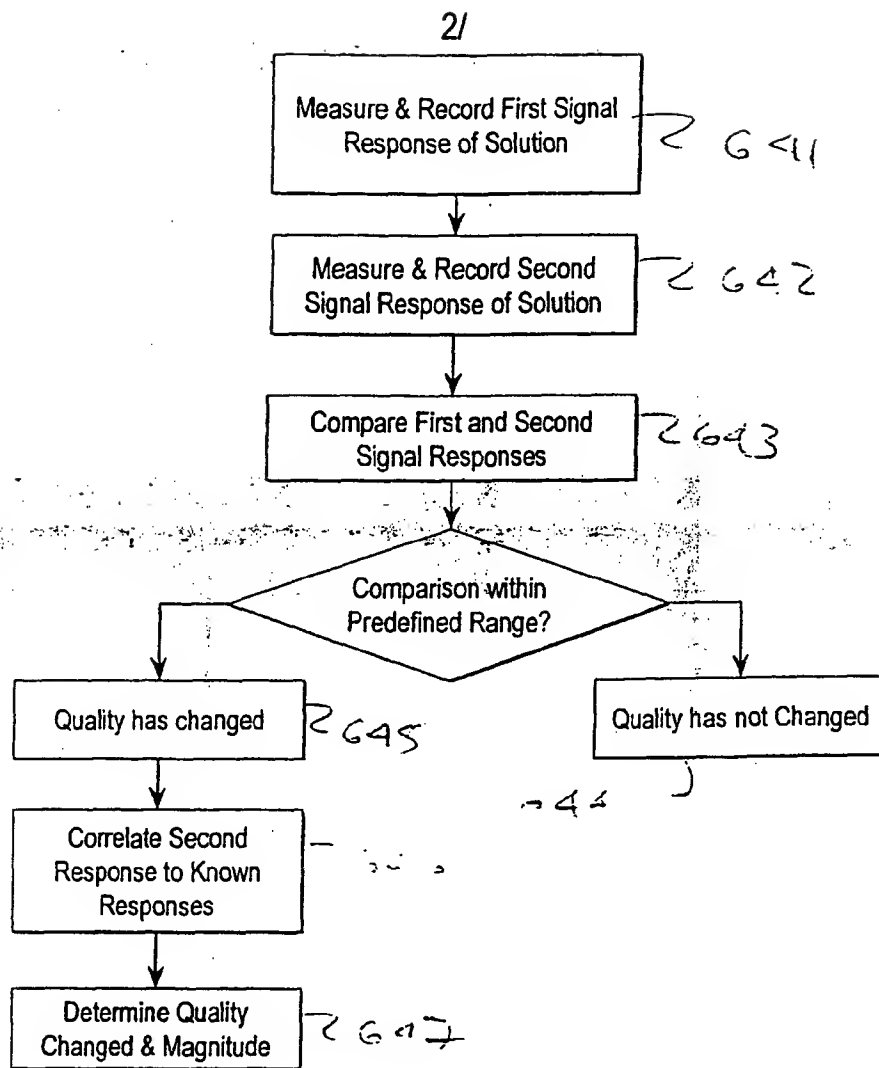 2/
Measure & Record First Signal
Response of Solution
641
Measure & Record Second
Signal Response of Solution
642
Compare First and Second
Signal Responses
643
Comparison within
Predefined Range?
Quality has changed
645
Quality has not Changed
Correlate Second
Response to Known
Responses
Determine Quality
Changed & Magnitude
647